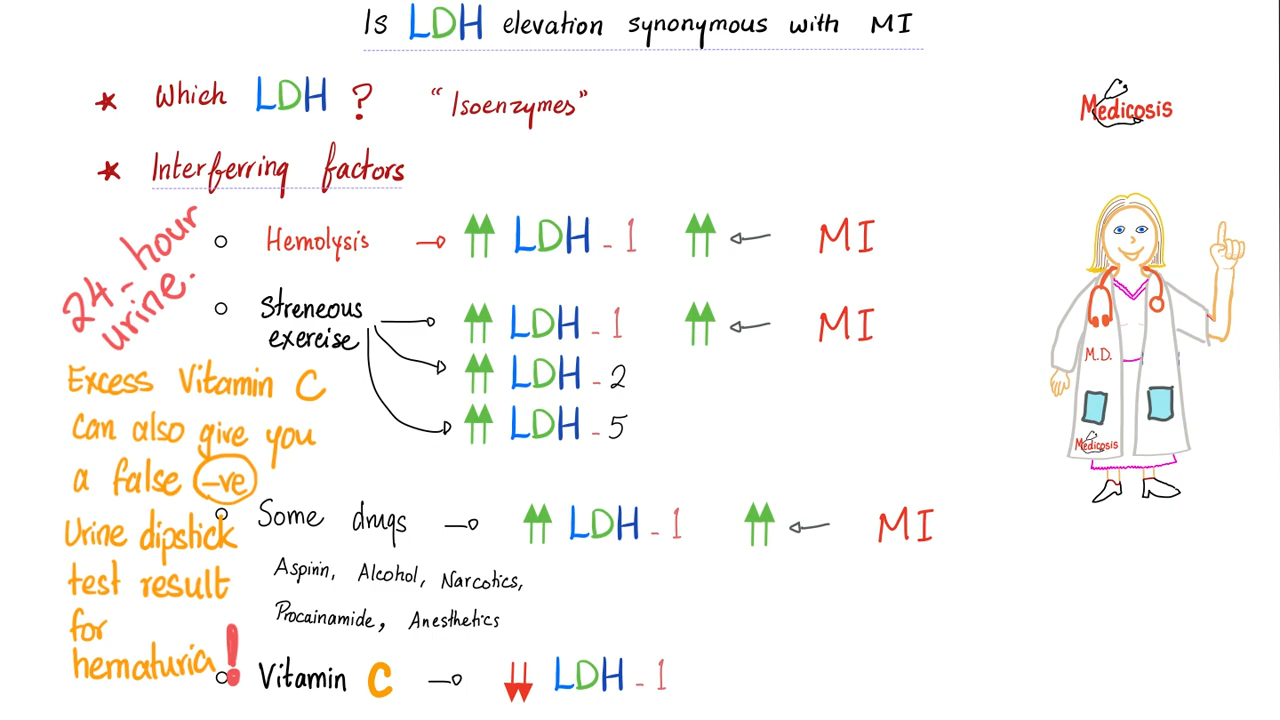 Is LDH elevation synonymous with MI
★ Which LDH ? "Isoenzymes"
Medicosis
★ Interferring factors
24-hour
urine.
○ Hemolysis → ↑↑ LDH - 1 ↑↑ ← MI
○ Streneous
exercise
↑↑ LDH - 1 ↑↑ ← MI
↑↑ LDH - 2
↑↑ LDH - 5
M.D.
Medicosis
Excess Vitamin C
can also give you
a false -ve
Urine dipstick
test result
for
hematuria!
○ Some drugs → ↑↑ LDH - 1 ↑↑ ← MI
Aspirin, Alcohol, Narcotics,
Procainamide, Anesthetics
○ Vitamin C → ↓↓ LDH - 1